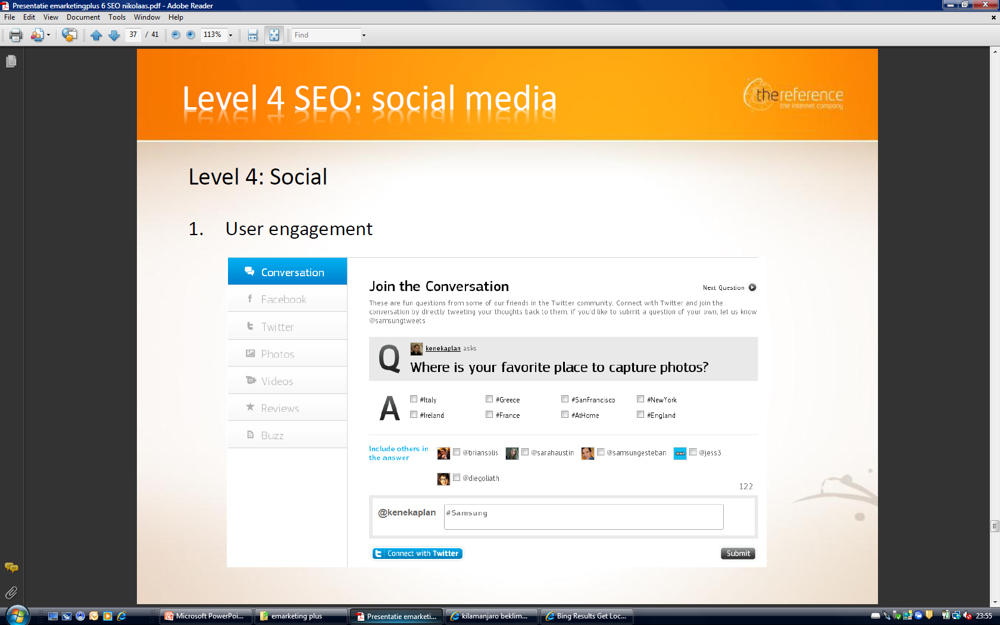 Presentatie emarketingplus 6 SEO nikolaas.pdf - Adobe Reader
File Edit View Document Tools Window Help
37 / 41 113% Find
Level 4 SEO: social media
thereference
the internet company
Level 4: Social
1. User engagement
Conversation
Facebook
Twitter
Photos
Videos
Reviews
Buzz
Join the Conversation
Next Question
These are fun questions from some of our friends in the Twitter community. Connect with Twitter and join the
conversation by directly tweeting your thoughts back to them. If you'd like to submit a question of your own, let us know
@samsungtweets
Q kenekaplan asks
Where is your favorite place to capture photos?
A #Italy #Greece #SanFrancisco #NewYork
#Ireland #France #AtHome #England
Include others in
the answer
@briansolis @sarahaustin @samsungesteban @jess3
@diegoliath
122
@kenekaplan #Samsung
Connect with Twitter Submit
Microsoft PowerPoi... emarketing plus Presentatie emarketi... kilamanjaro beklim... Bing Results Get Loc... 23:55